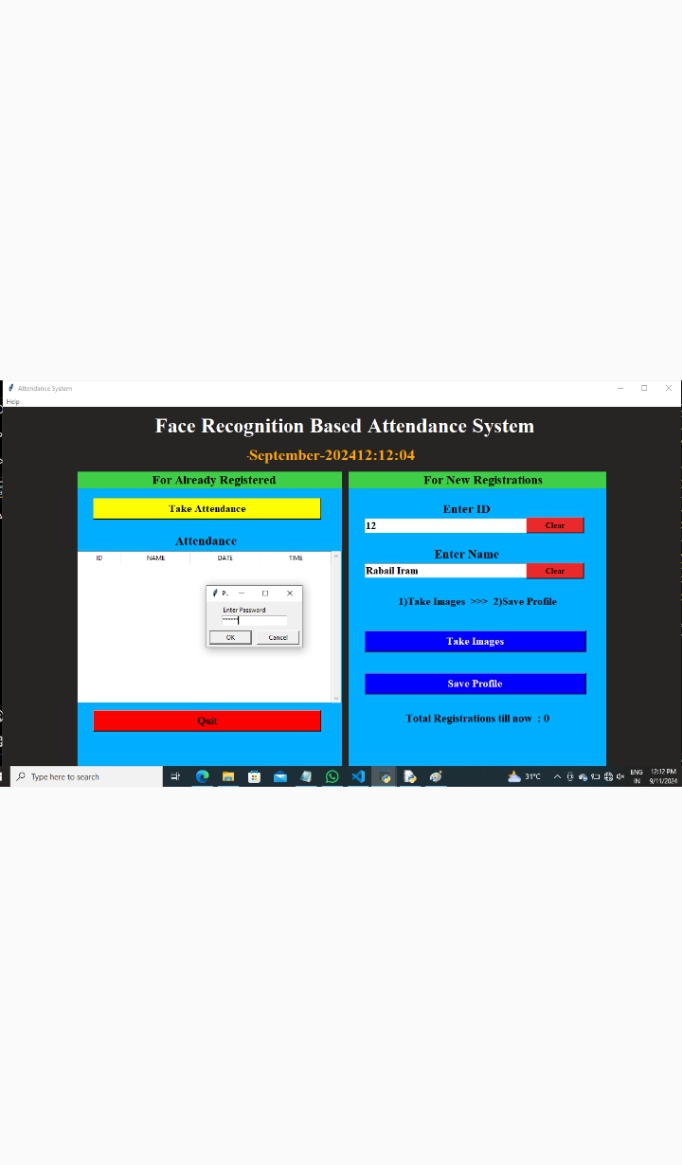 Attendance System
Help
Face Recognition Based Attendance System
-September-202412:12:04
For Already Registered
Take Attendance
Attendance
ID NAME DATE TIME
P..
Enter Password
******
OK Cancel
Quit
For New Registrations
Enter ID
12 Clear
Enter Name
Rabail Iram Clear
1)Take Images >>> 2)Save Profile
Take Images
Save Profile
Total Registrations till now : 0
Type here to search
31°C
ENG
IN
12:12 PM
9/11/2024